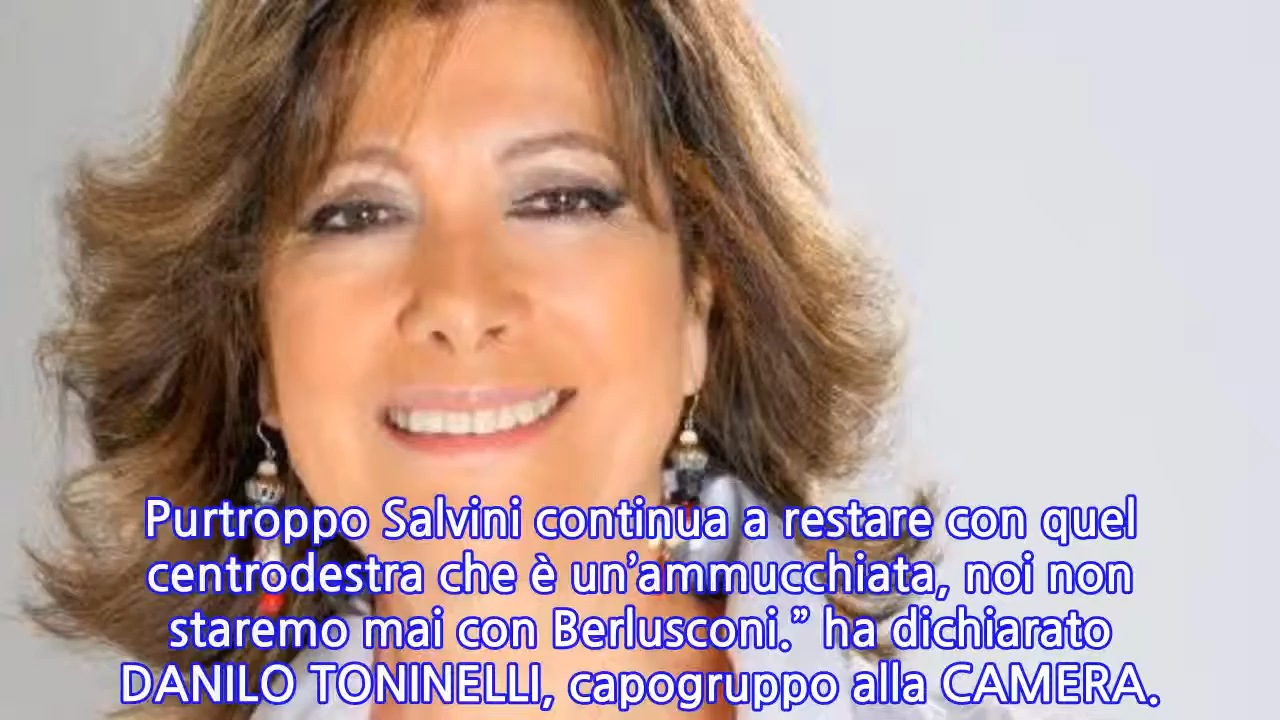 Purtroppo Salvini continua a restare con quel
centrodestra che è un’ammucchiata, noi non
staremo mai con Berlusconi.” ha dichiarato
DANILO TONINELLI, capogruppo alla CAMERA.